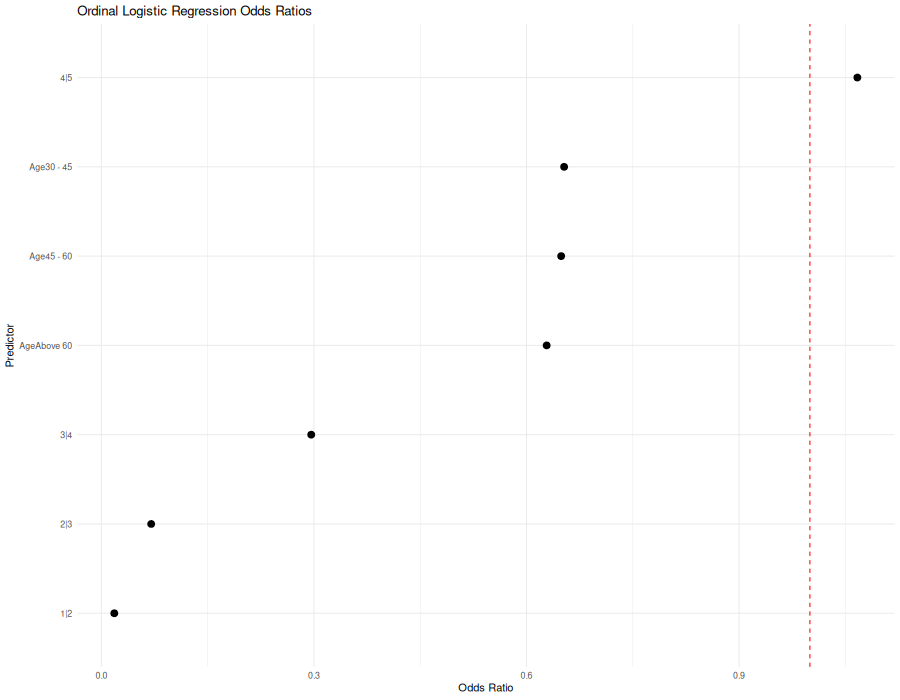 Ordinal Logistic Regression Odds Ratios
4|5
Age30 - 45
Age45 - 60
AgeAbove 60
3|4
2|3
1|2
Predictor
0.0
0.3
0.6
0.9
Odds Ratio